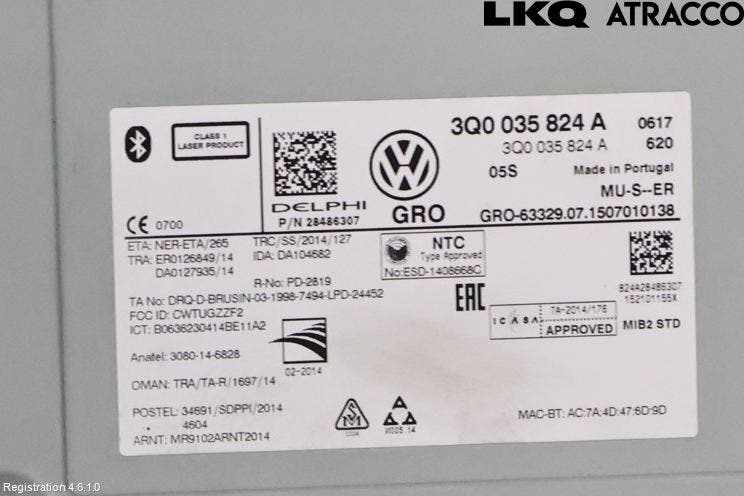 LKQ ATRACCO
CLASS 1
LASER PRODUCT
DELPHI
P/N 28486307
VW
GRO
3Q0 035 824 A 0617
3Q0 035 824 A 620
05S Made in Portugal
MU-S--ER
GRO-63329.07.1507010138
CE 0700
ETA: NER-ETA/265 TRC/SS/2014/127
TRA: ER0126849/14 IDA: DA104682
DA0127935/14
R-No: PD-2819
TA No: DRQ-D-BRUSIN-03-1998-7494-LPD-24452
FCC ID: CWTUGZZF2
ICT: B0636230414BE11A2
NTC
Type Approved
No:ESD-1408668C
EAC
824A28486307
152101155X
ICASA TA-2014/176
APPROVED
MIB2 STD
Anatel: 3080-14-6828
02-2014
OMAN: TRA/TA-R/1697/14
POSTEL: 34691/SDPPI/2014
4604
ARNT: MR9102ARNT2014
M005 14
MAC-BT: AC:7A:4D:47:6D:9D
Registration 4.6.1.0